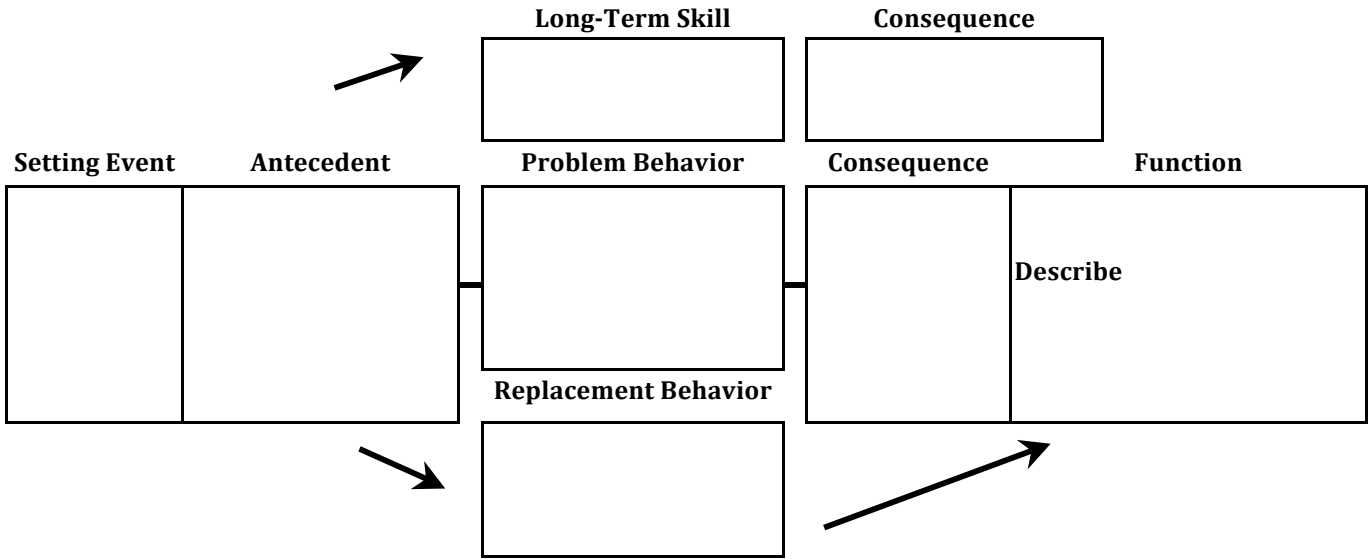 Long-Term Skill
Consequence
Setting Event
Antecedent
Problem Behavior
Consequence
Function
Describe
Replacement Behavior